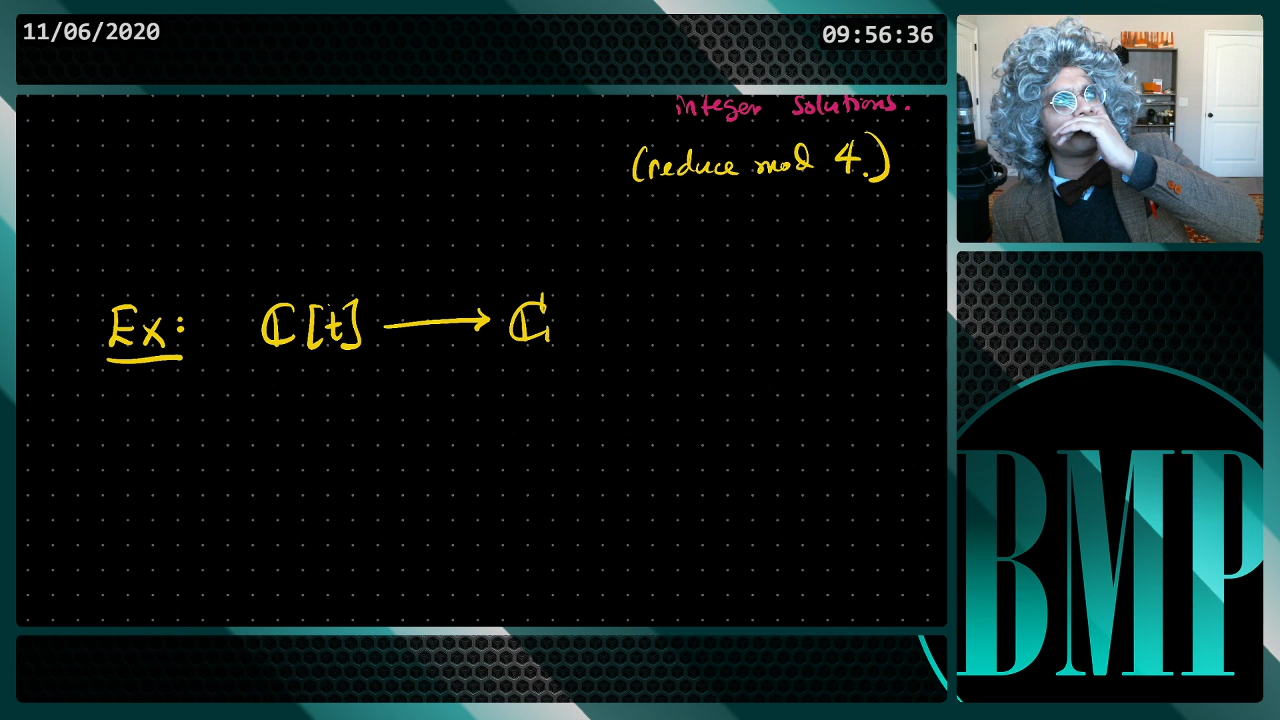 11/06/2020
09:56:36
integer solutions.
(reduce mod 4.)
Ex: ℂ[t] ⟶ ℂ
BMP